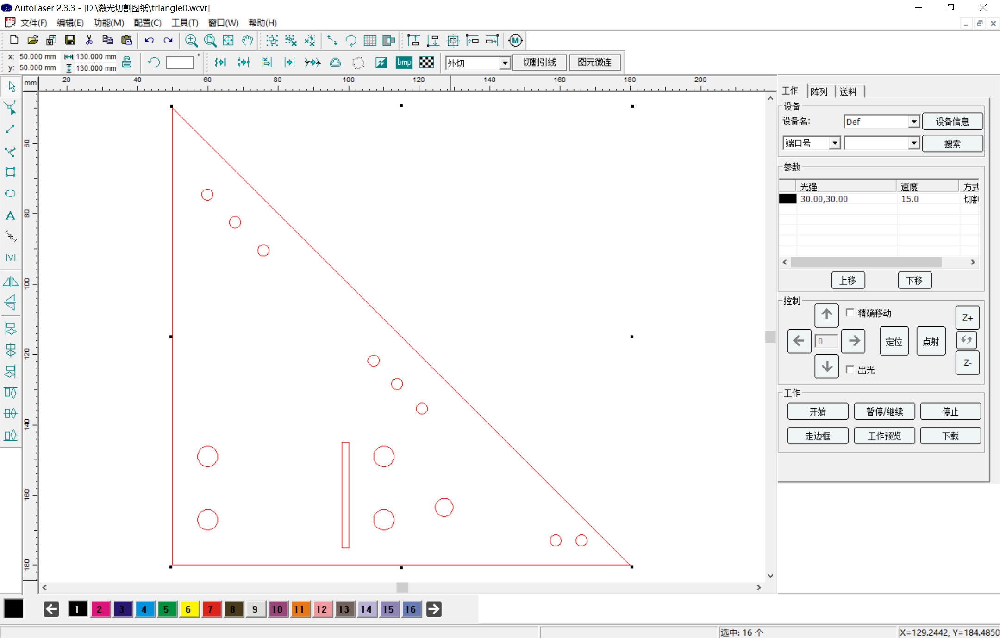 AutoLaser 2.3.3 - [D:\激光切割图纸\triangle0.wcvr]
文件(F) 编辑(E) 功能(M) 配置(C) 工具(T) 窗口(W) 帮助(H)
M
x: 50.000 mm 130.000 mm
y: 50.000 mm 130.000 mm
°
bmp
外切 切割引线 图元微连
mm 20 40 60 80 100 120 140 160 180 200
60
80
100
120
140
160
180
A
|V|
工作 阵列 送料
设备
设备名: Def 设备信息
端口号 搜索
参数
光强 速度 方式
30.00,30.00 15.0 切割
上移 下移
控制
精确移动
Z+
0 定位 点射
Z-
出光
工作
开始 暂停/继续 停止
走边框 工作预览 下载
1 2 3 4 5 6 7 8 9 10 11 12 13 14 15 16
选中: 16 个 X=129.2442, Y=184.4850